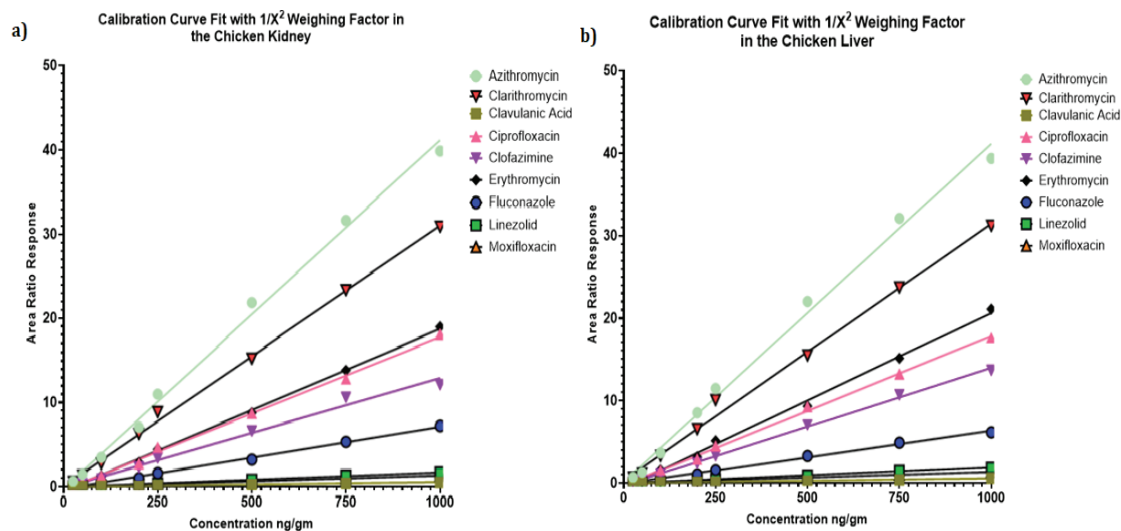 a)
Calibration Curve Fit with 1/X² Weighing Factor in
the Chicken Kidney
50
40
30
20
10
0
250
500
750
1000
Area Ratio Response
Concentration ng/gm
Azithromycin
Clarithromycin
Clavulanic Acid
Ciprofloxacin
Clofazimine
Erythromycin
Fluconazole
Linezolid
Moxifloxacin
b)
Calibration Curve Fit with 1/X² Weighing Factor
in the Chicken Liver
50
40
30
20
10
0
250
500
750
1000
Area Ratio Response
Concentration ng/gm
Azithromycin
Clarithromycin
Clavulanic Acid
Ciprofloxacin
Clofazimine
Erythromycin
Fluconazole
Linezolid
Moxifloxacin